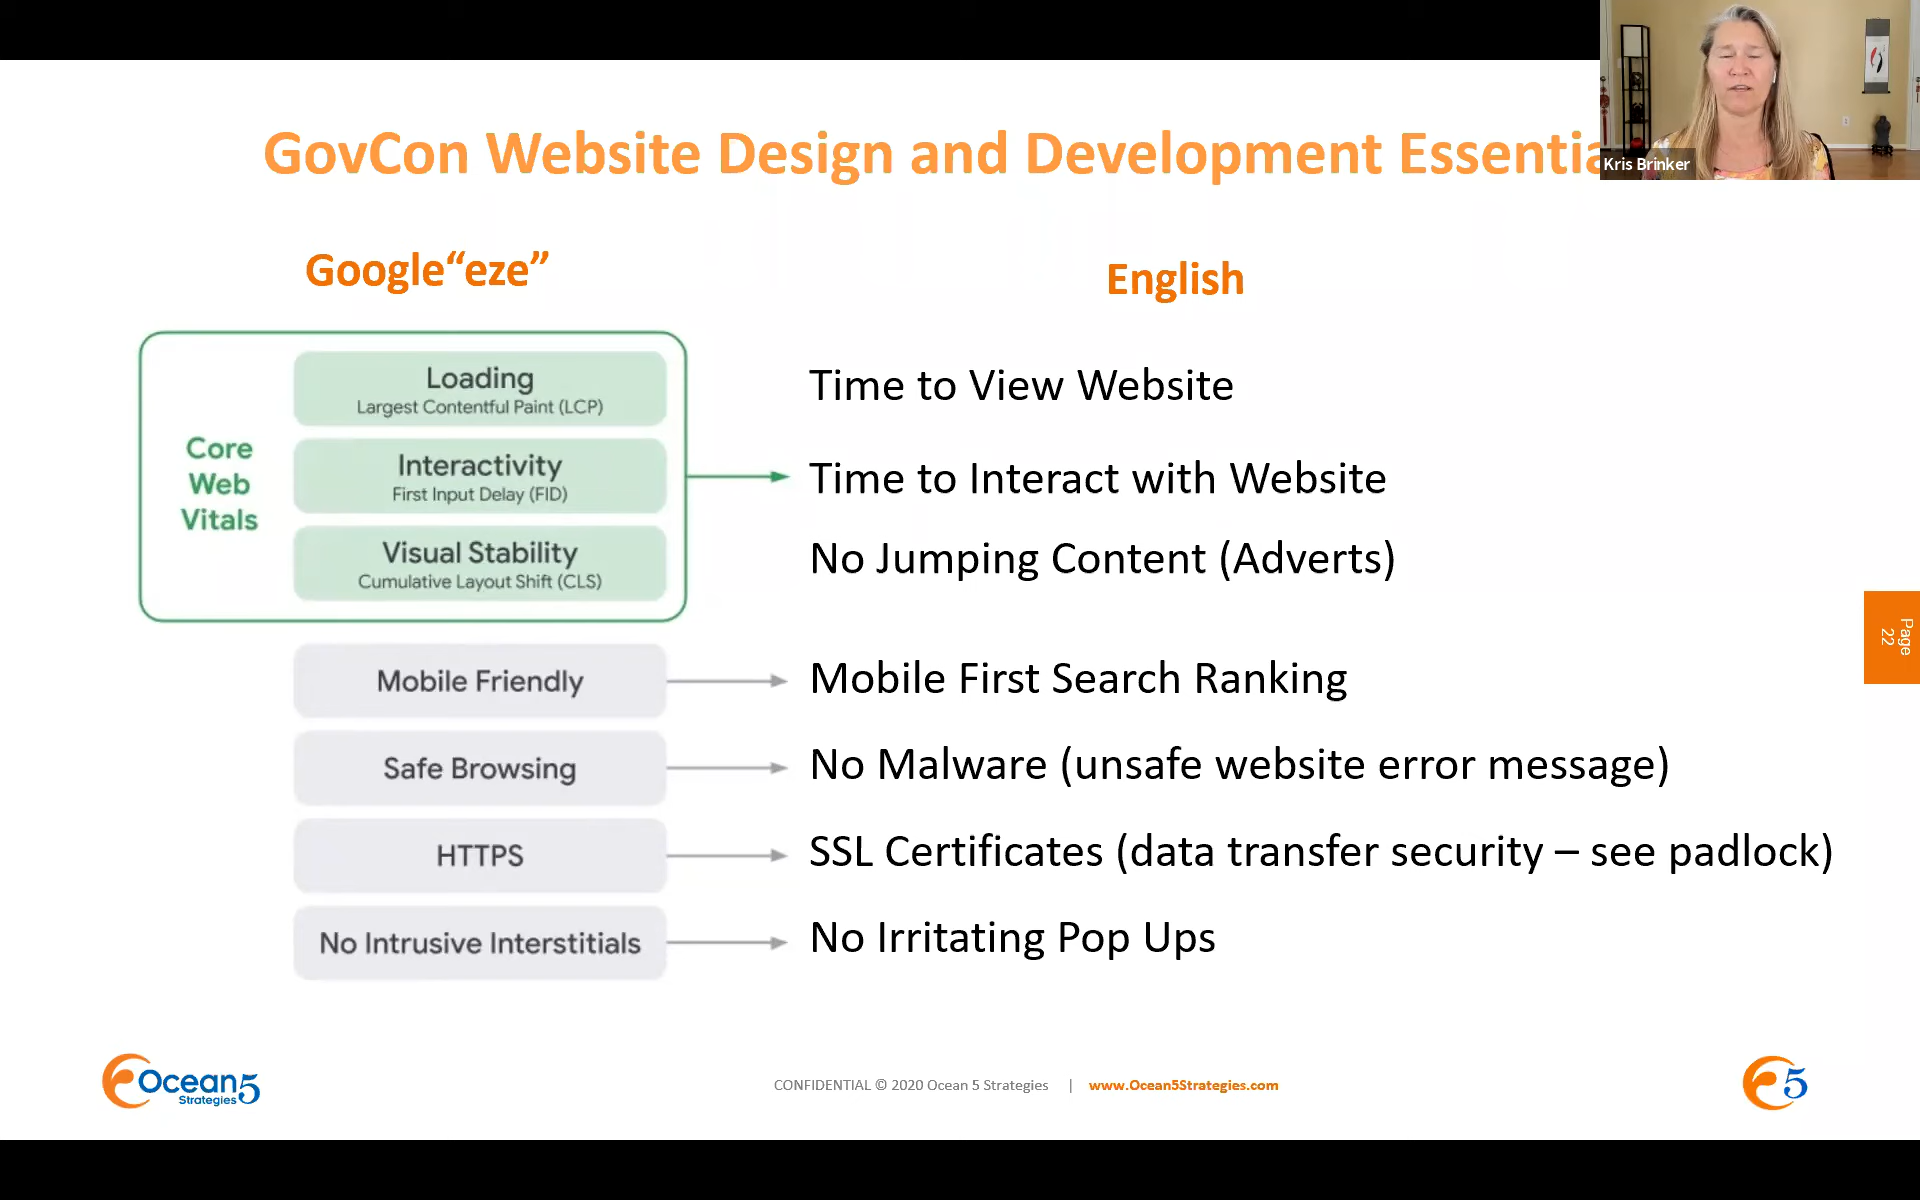 Kris Brinker
GovCon Website Design and Development Essentia
Google“eze”
English
Core
Web
Vitals
Loading
Largest Contentful Paint (LCP)
Time to View Website
Interactivity
First Input Delay (FID)
Time to Interact with Website
Visual Stability
Cumulative Layout Shift (CLS)
No Jumping Content (Adverts)
Mobile Friendly
Mobile First Search Ranking
Safe Browsing
No Malware (unsafe website error message)
HTTPS
SSL Certificates (data transfer security – see padlock)
No Intrusive Interstitials
No Irritating Pop Ups
Page
22
Ocean5
Strategies
CONFIDENTIAL © 2020 Ocean 5 Strategies | www.Ocean5Strategies.com
5